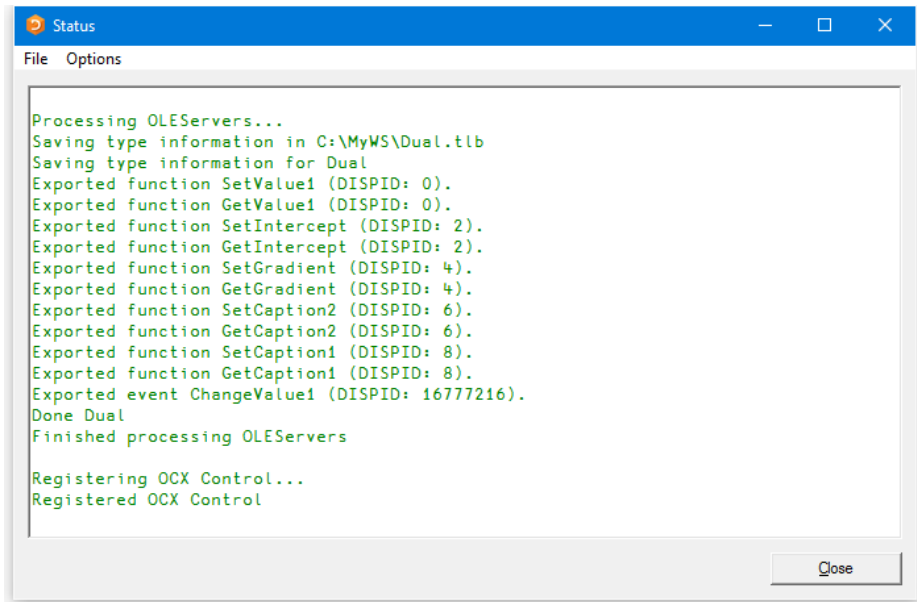 Status
File Options
Processing OLEServers...
Saving type information in C:\MyWS\Dual.tlb
Saving type information for Dual
Exported function SetValue1 (DISPID: 0).
Exported function GetValue1 (DISPID: 0).
Exported function SetIntercept (DISPID: 2).
Exported function GetIntercept (DISPID: 2).
Exported function SetGradient (DISPID: 4).
Exported function GetGradient (DISPID: 4).
Exported function SetCaption2 (DISPID: 6).
Exported function GetCaption2 (DISPID: 6).
Exported function SetCaption1 (DISPID: 8).
Exported function GetCaption1 (DISPID: 8).
Exported event ChangeValue1 (DISPID: 16777216).
Done Dual
Finished processing OLEServers
Registering OCX Control...
Registered OCX Control
Close